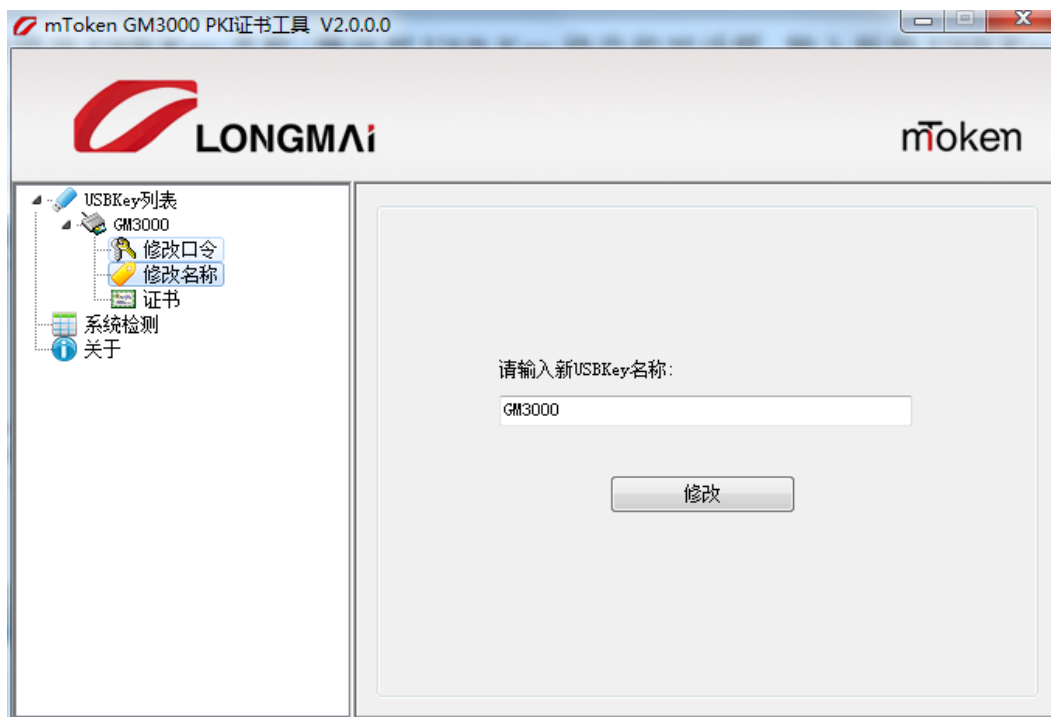 mToken GM3000 PKI证书工具 V2.0.0.0
LONGMAi
mToken
USBKey列表
GM3000
修改口令
修改名称
证书
系统检测
关于
请输入新USBKey名称:
GM3000
修改